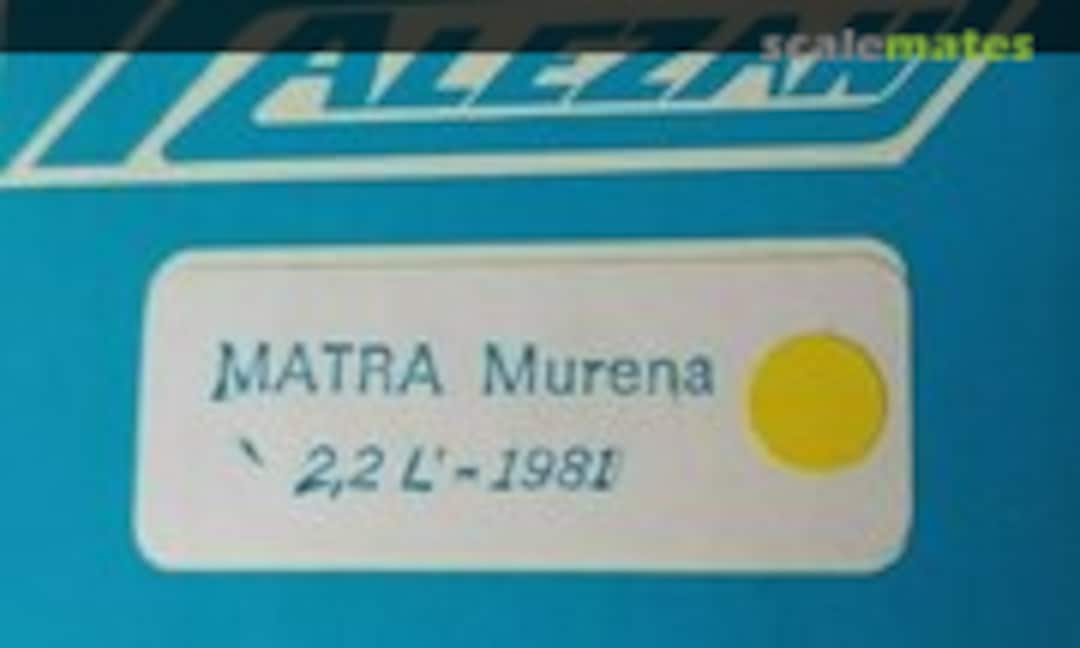 scalemates
ALEZAN
MATRA Murena
2,2 L - 1981